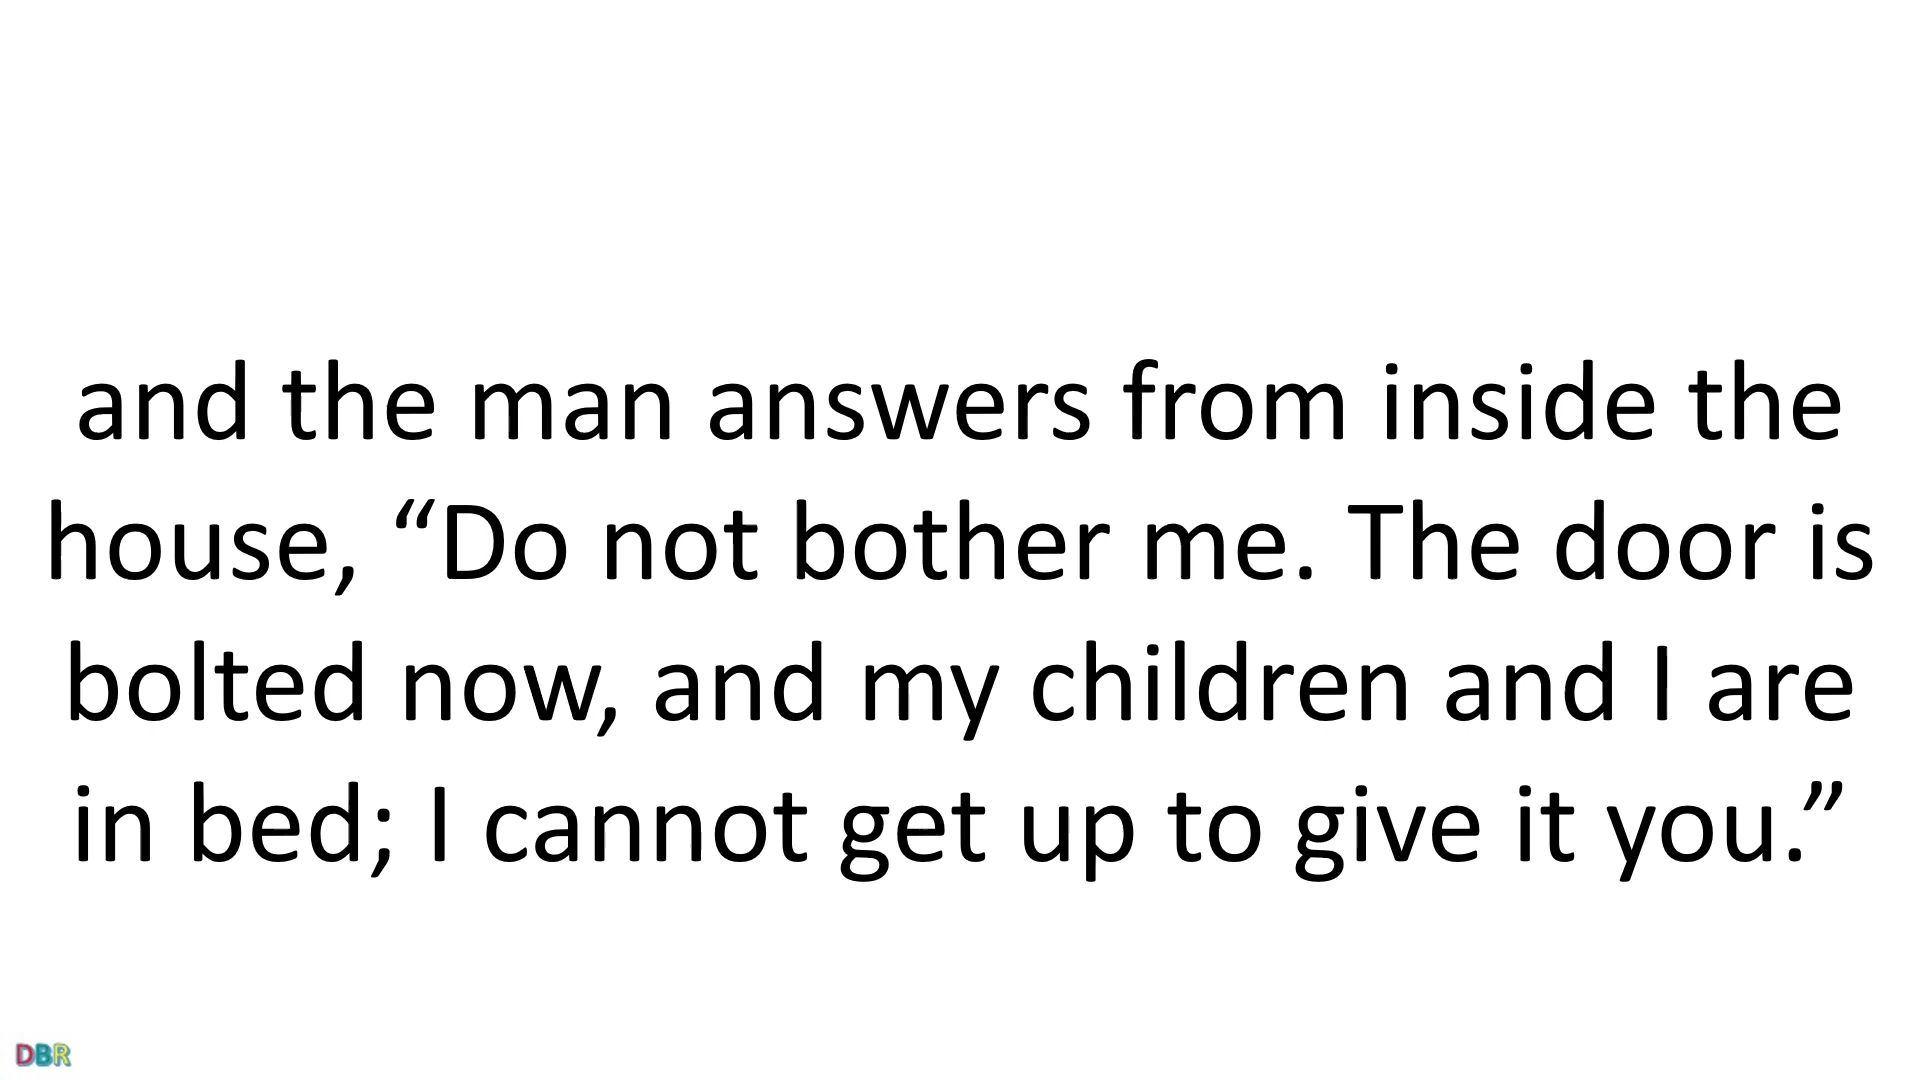 and the man answers from inside the
house, “Do not bother me. The door is
bolted now, and my children and I are
in bed; I cannot get up to give it you.”
DBR